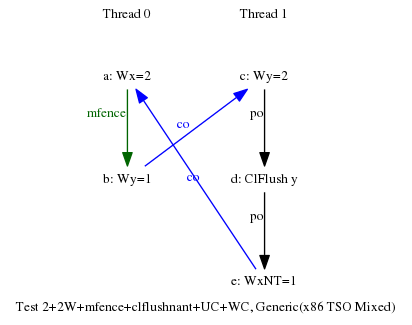 Thread 0 Thread 1
a: Wx=2 c: Wy=2
mfence po
co
b: Wy=1 co d: ClFlush y
po
e: WxNT=1
Test 2+2W+mfence+clflushnant+UC+WC, Generic(x86 TSO Mixed)